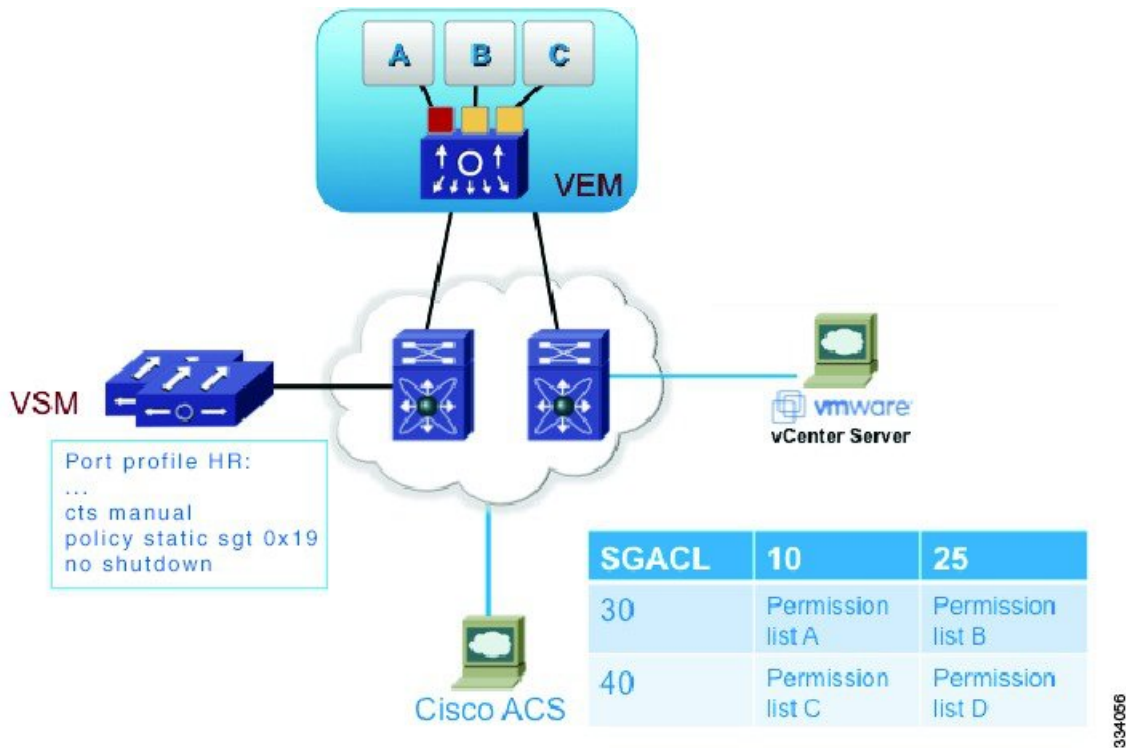 A B C
VEM
VSM
Port profile HR:
...
cts manual
policy static sgt 0x19
no shutdown
vmware
vCenter Server
Cisco ACS
SGACL 10 25
30 Permission list A Permission list B
40 Permission list C Permission list D
334056